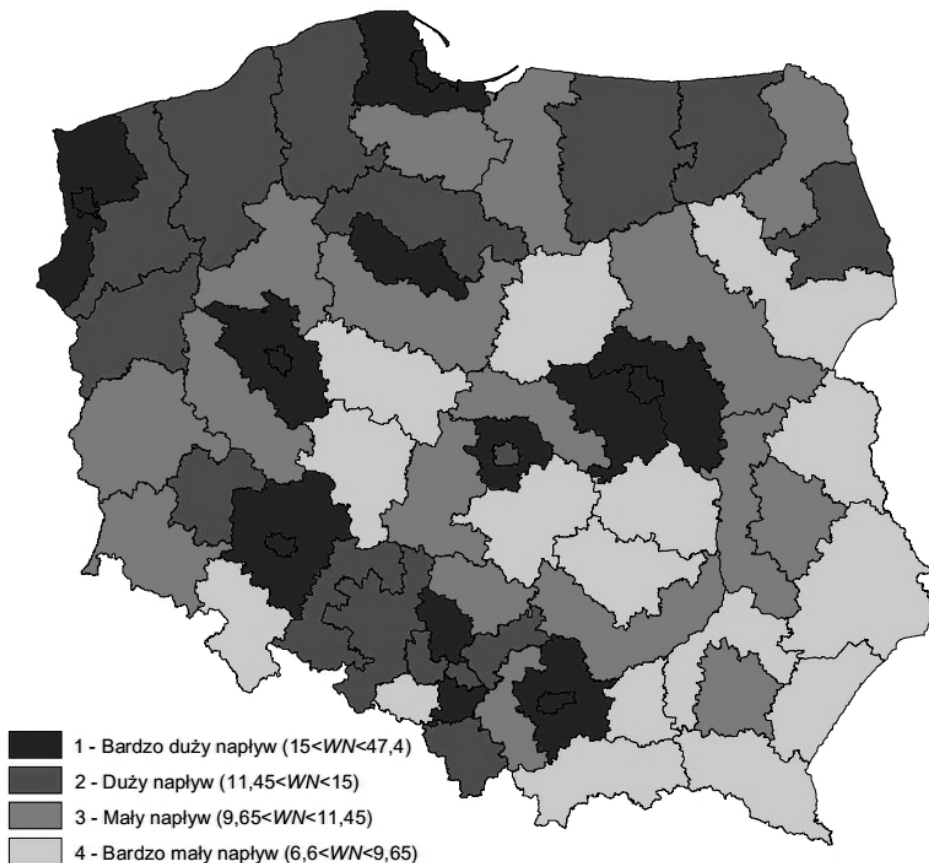 1 - Bardzo duży napływ (15<WN<47,4)
2 - Duży napływ (11,45<WN<15)
3 - Mały napływ (9,65<WN<11,45)
4 - Bardzo mały napływ (6,6<WN<9,65)